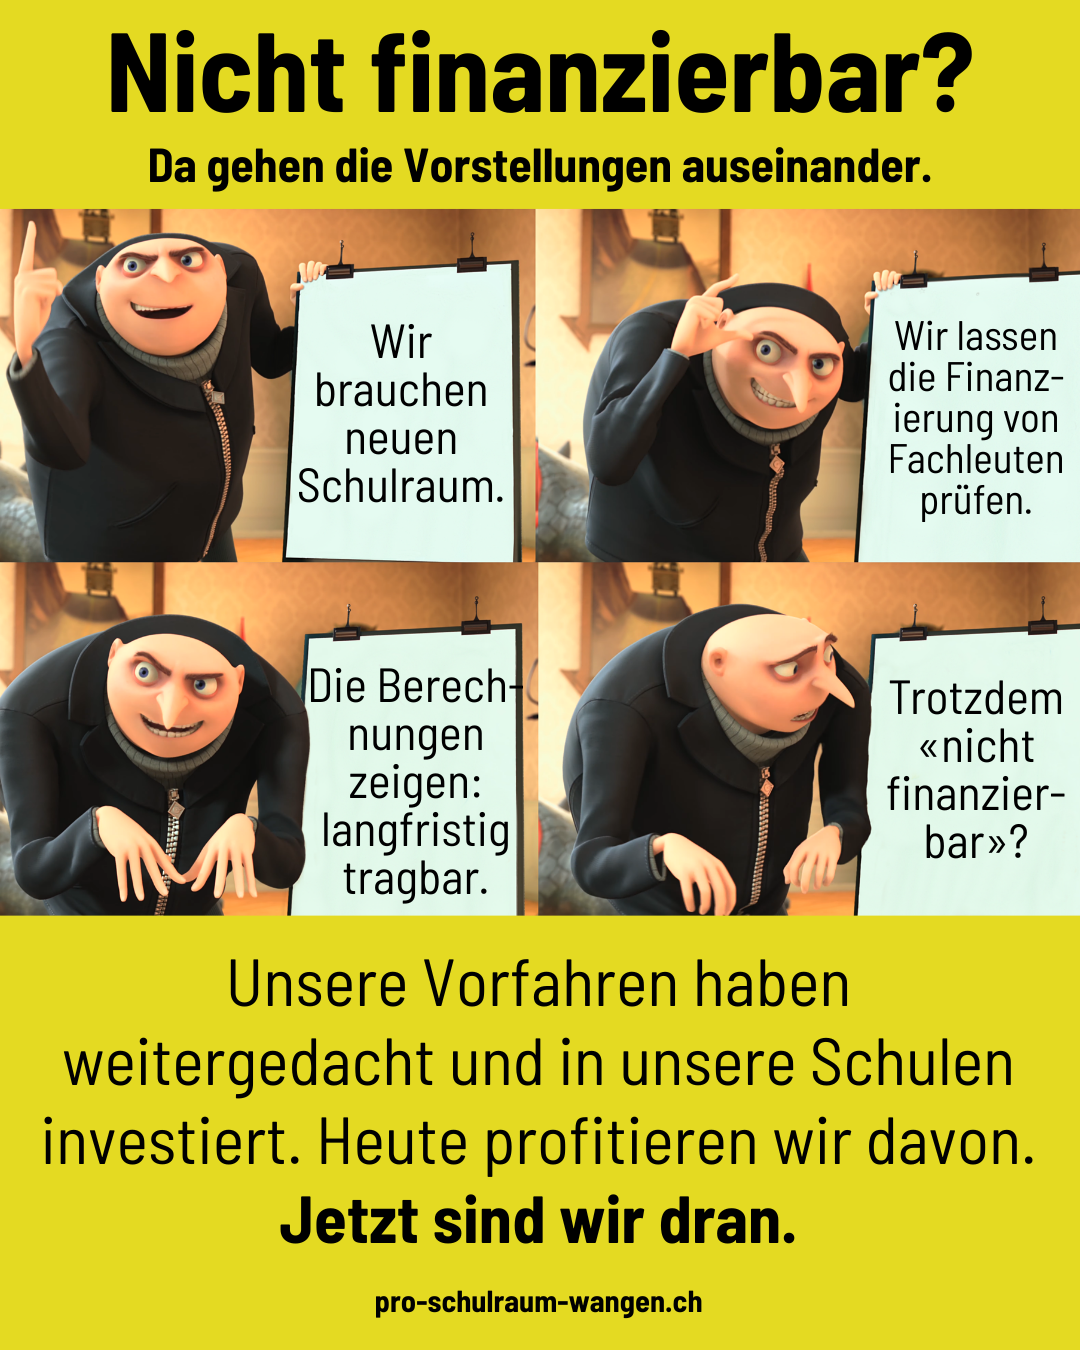 Nicht finanzierbar?
Da gehen die Vorstellungen auseinander.
Wir
brauchen
neuen
Schulraum.
Wir lassen
die Finanz-
ierung von
Fachleuten
prüfen.
Die Berech-
nungen
zeigen:
langfristig
tragbar.
Trotzdem
«nicht
finanzier-
bar»?
Unsere Vorfahren haben
weitergedacht und in unsere Schulen
investiert. Heute profitieren wir davon.
Jetzt sind wir dran.
pro-schulraum-wangen.ch